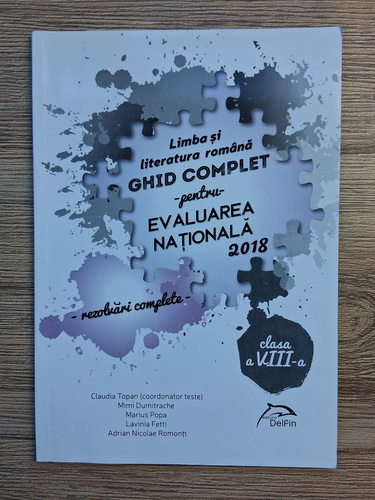 Limba și
literatura română
GHID COMPLET
-pentru-
EVALUAREA
NAȚIONALĂ
2018
- rezolvări complete -
clasa
a VIII-a
Claudia Topan (coordonator teste)
Mimi Dumitrache
Marius Popa
Lavinia Fetti
Adrian Nicolae Romonți
DelFin